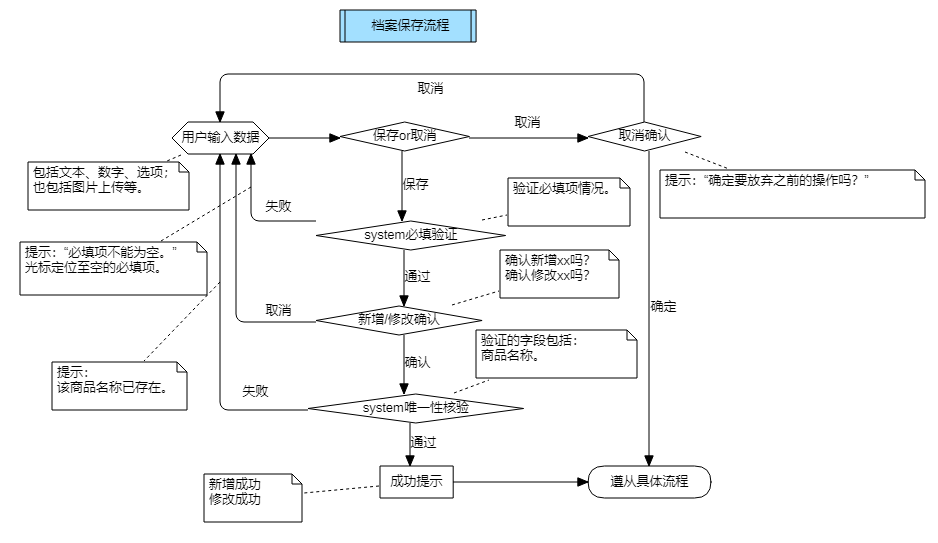 档案保存流程
取消
用户输入数据
保存or取消
取消
取消确认
包括文本、数字、选项；
也包括图片上传等。
保存
验证必填项情况。
提示：“确定要放弃之前的操作吗？”
失败
system必填验证
提示：“必填项不能为空。”
光标定位至空的必填项。
通过
确认新增xx吗？
确认修改xx吗？
取消
新增/修改确认
确定
验证的字段包括：
商品名称。
提示：
该商品名称已存在。
确认
失败
system唯一性核验
通过
新增成功
修改成功
成功提示
遵从具体流程